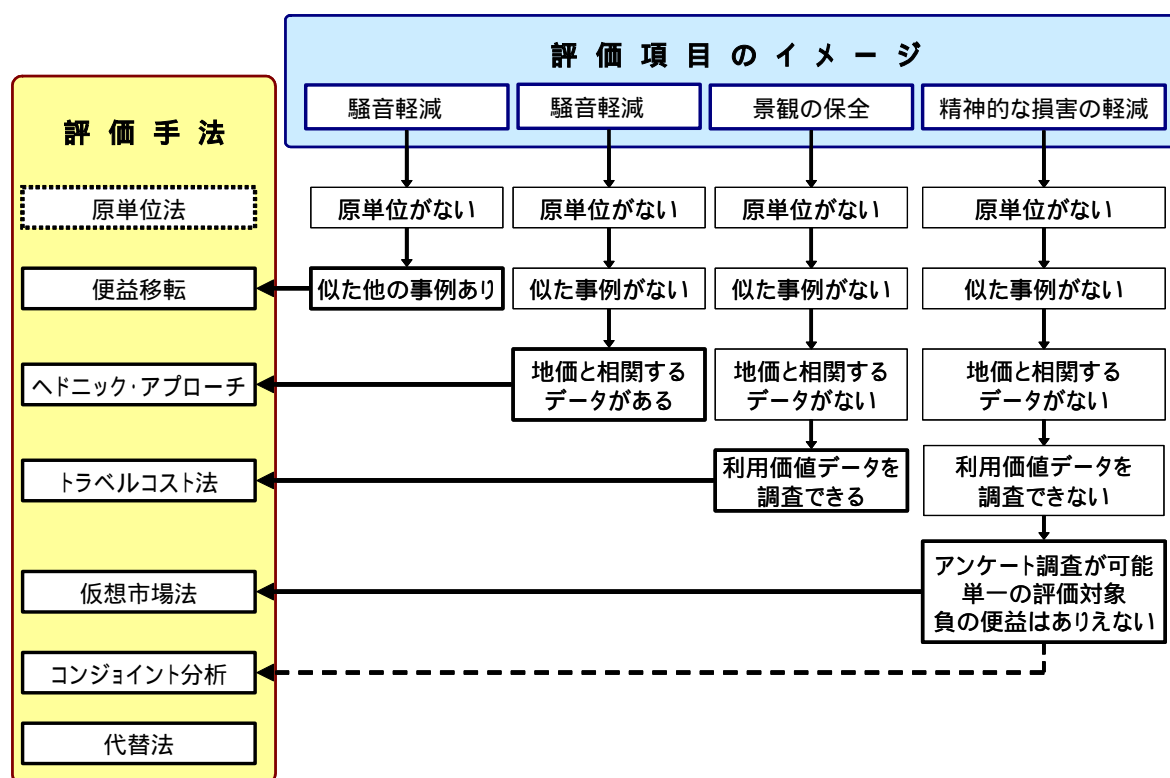 評価項目のイメージ
騒音軽減
騒音軽減
景観の保全
精神的な損害の軽減
評価手法
原単位法
原単位がない
原単位がない
原単位がない
原単位がない
便益移転
似た他の事例あり
似た事例がない
似た事例がない
似た事例がない
ヘドニック・アプローチ
地価と相関する
データがある
地価と相関する
データがない
地価と相関する
データがない
トラベルコスト法
利用価値データを
調査できる
利用価値データを
調査できない
仮想市場法
アンケート調査が可能
単一の評価対象
負の便益はありえない
コンジョイント分析
代替法